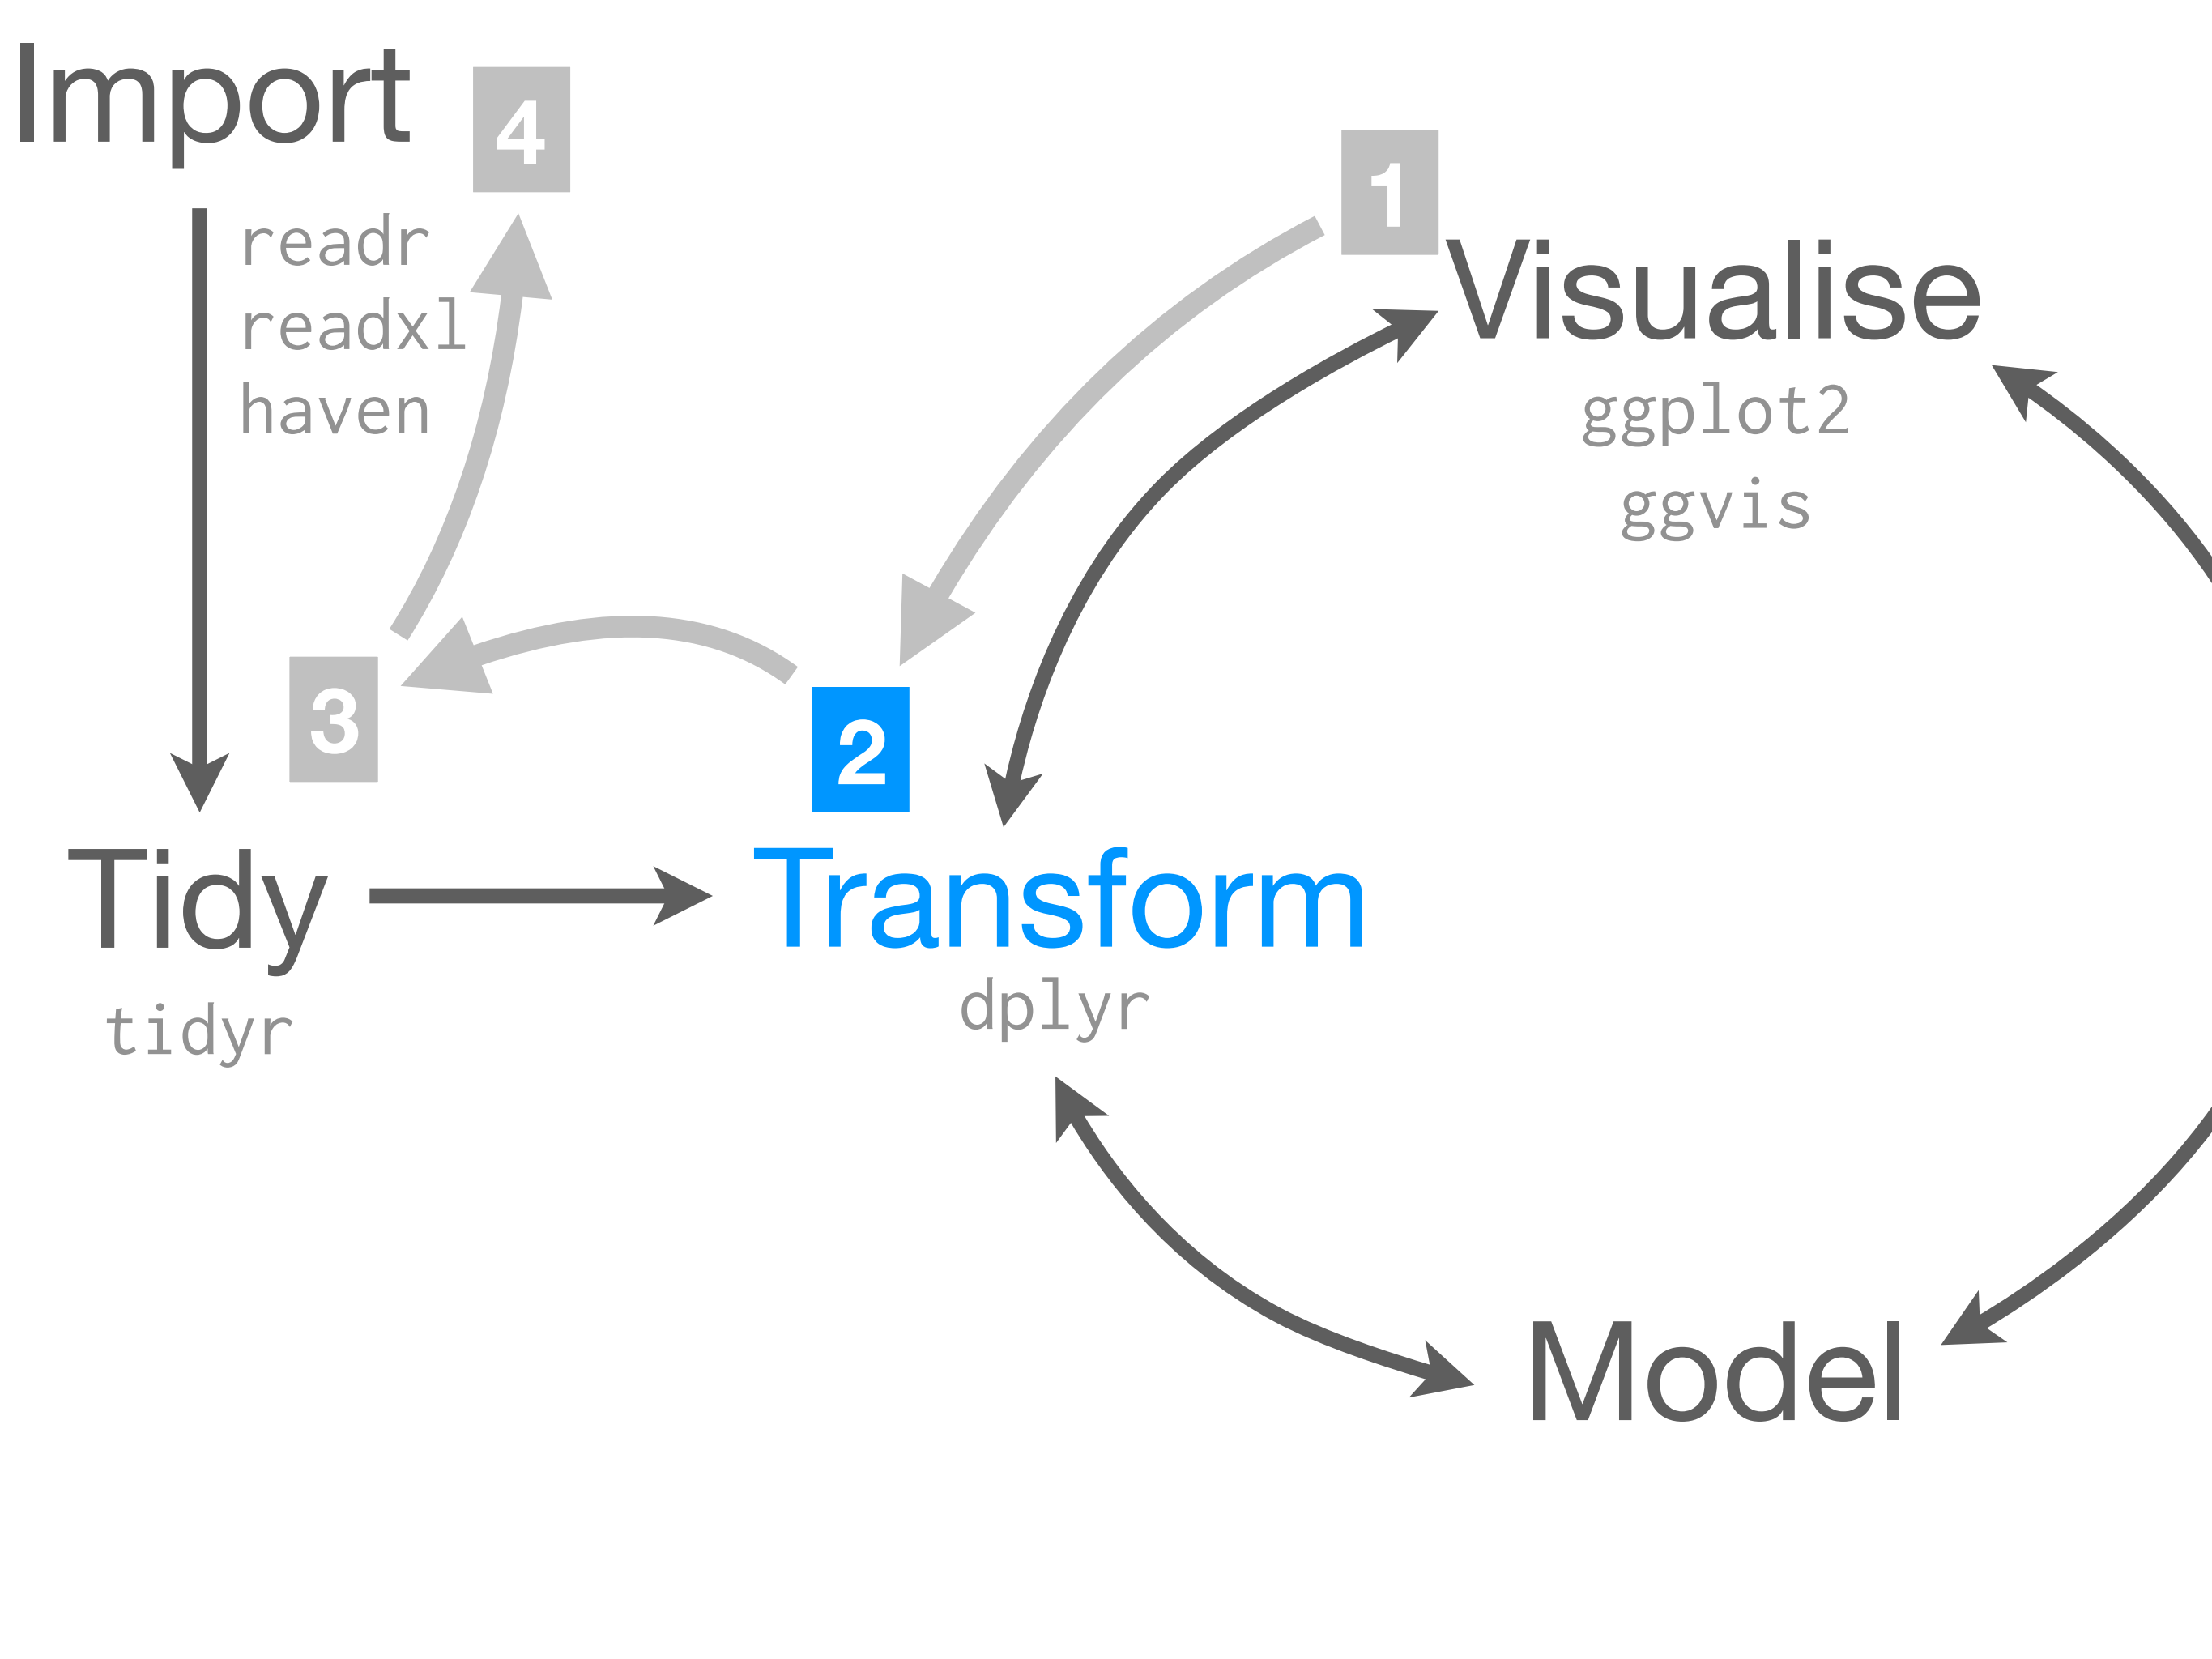 Import
4
readr
readxl
haven
1
Visualise
ggplot2
ggvis
3
2
Tidy
tidyr
Transform
dplyr
Model